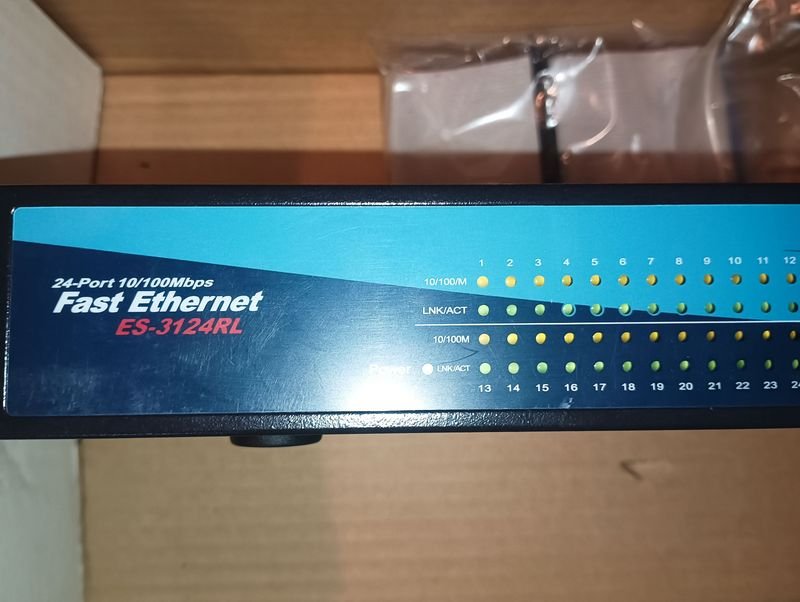 24-Port 10/100Mbps
Fast Ethernet
ES-3124RL
1 2 3 4 5 6 7 8 9 10 11 12
10/100/M
LNK/ACT
10/100M
Power LNK/ACT
13 14 15 16 17 18 19 20 21 22 23 24